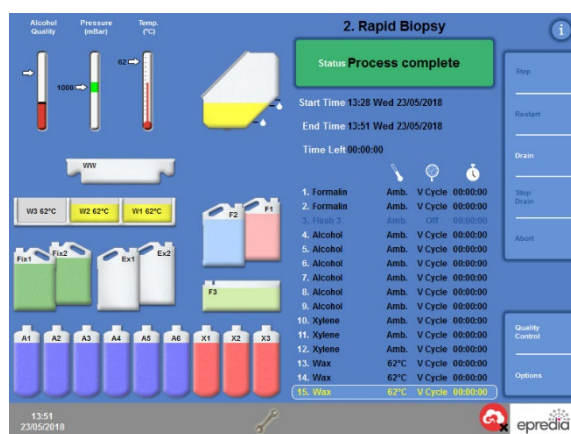 Alcohol Quality
Pressure (mBar)
Temp. (°C)
62
1000
WW
W3 62°C
W2 62°C
W1 62°C
F2
F1
Fix1
Fix2
Ex1
Ex2
F3
A1
A2
A3
A4
A5
A6
X1
X2
X3
2. Rapid Biopsy
Status Process complete
Start Time 13:28 Wed 23/05/2018
End Time 13:51 Wed 23/05/2018
Time Left 00:00:00
1. Formalin Amb. V Cycle 00:00:00
2. Formalin Amb. V Cycle 00:00:00
3. Flush 3 Amb. Off 00:00:00
4. Alcohol Amb. V Cycle 00:00:00
5. Alcohol Amb. V Cycle 00:00:00
6. Alcohol Amb. V Cycle 00:00:00
7. Alcohol Amb. V Cycle 00:00:00
8. Alcohol Amb. V Cycle 00:00:00
9. Alcohol Amb. V Cycle 00:00:00
10. Xylene Amb. V Cycle 00:00:00
11. Xylene Amb. V Cycle 00:00:00
12. Xylene Amb. V Cycle 00:00:00
13. Wax 62°C V Cycle 00:00:00
14. Wax 62°C V Cycle 00:00:00
15. Wax 62°C V Cycle 00:00:00
i
Stop
Restart
Drain
Stop
Drain
Abort
Quality
Control
Options
13:51
23/05/2018
epredia